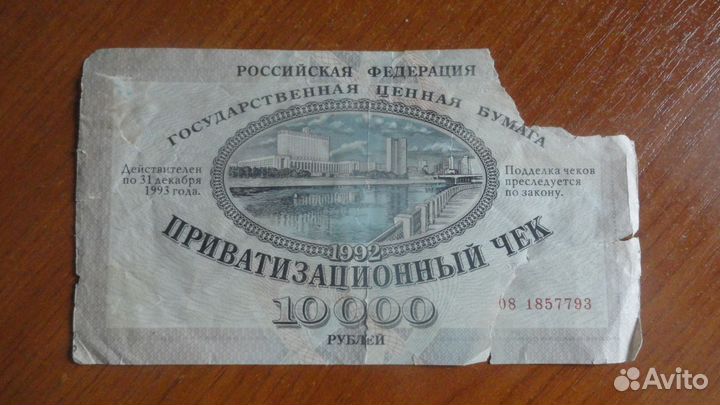 РОССИЙСКАЯ ФЕДЕРАЦИЯ
ГОСУДАРСТВЕННАЯ ЦЕННАЯ БУМАГА
Действителен
по 31 декабря
1993 года.
Подделка чеков
преследуется
по закону.
1992
ПРИВАТИЗАЦИОННЫЙ ЧЕК
10000
РУБЛЕЙ
08 1857793
Avito